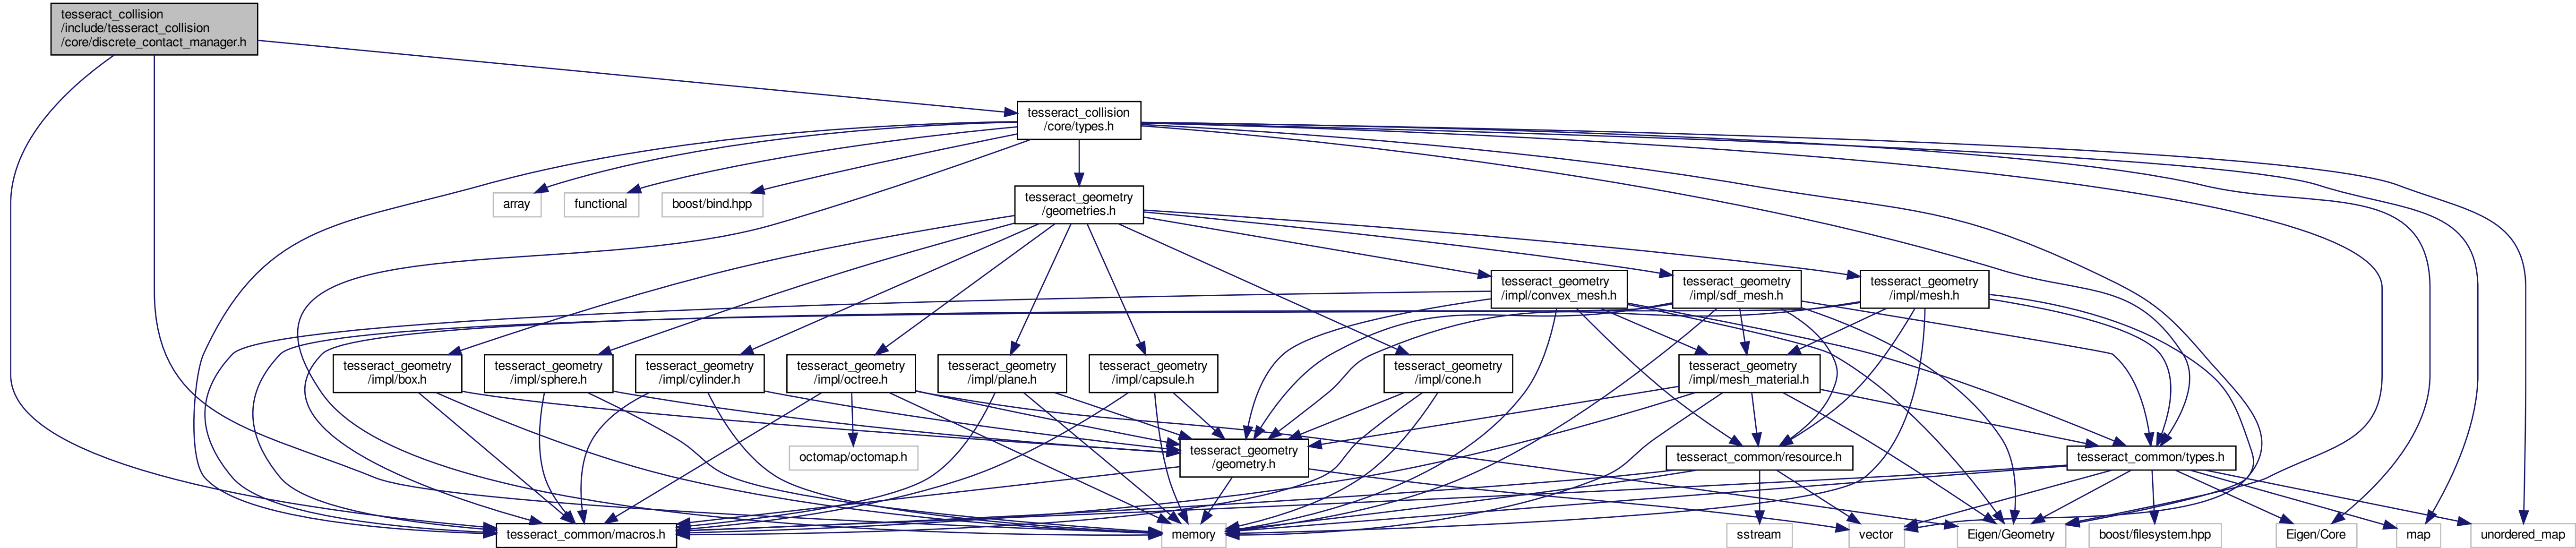 tesseract_collision
/include/tesseract_collision
/core/discrete_contact_manager.h
tesseract_collision
/core/types.h
array
functional
boost/bind.hpp
tesseract_geometry
/geometries.h
tesseract_geometry
/impl/convex_mesh.h
tesseract_geometry
/impl/sdf_mesh.h
tesseract_geometry
/impl/mesh.h
tesseract_geometry
/impl/box.h
tesseract_geometry
/impl/sphere.h
tesseract_geometry
/impl/cylinder.h
tesseract_geometry
/impl/octree.h
tesseract_geometry
/impl/plane.h
tesseract_geometry
/impl/capsule.h
tesseract_geometry
/impl/cone.h
tesseract_geometry
/impl/mesh_material.h
octomap/octomap.h
tesseract_geometry
/geometry.h
tesseract_common/resource.h
tesseract_common/types.h
tesseract_common/macros.h
memory
sstream
vector
Eigen/Geometry
boost/filesystem.hpp
Eigen/Core
map
unordered_map